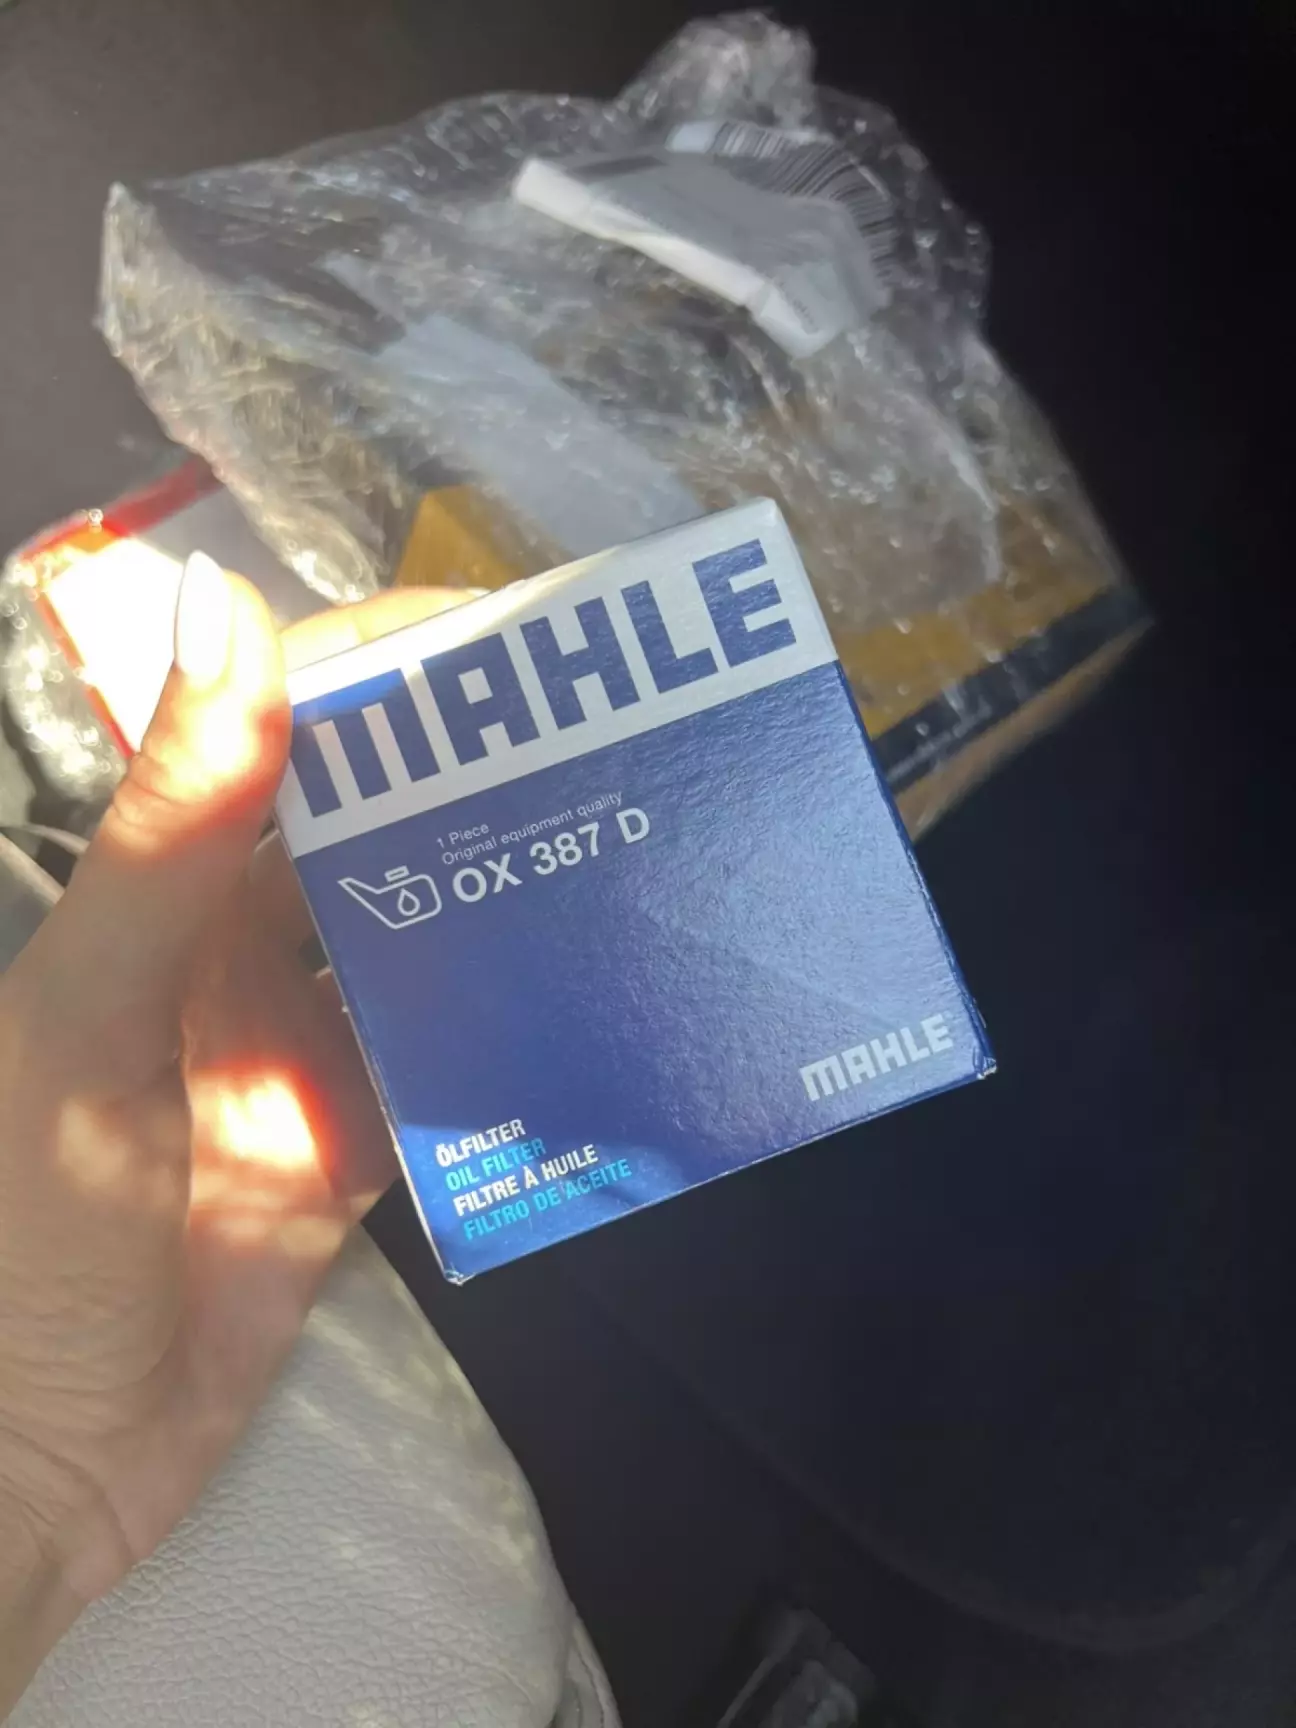 MAHLE
1 Piece
Original equipment quality
OX 387 D
MAHLE
ÖLFILTER
OIL FILTER
FILTRE À HUILE
FILTRO DE ACEITE